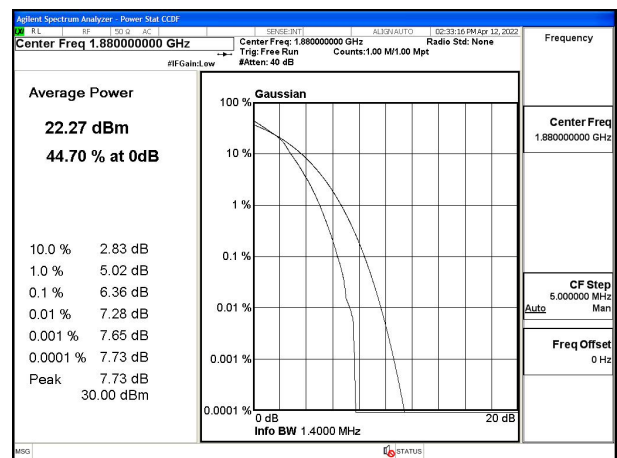 Agilent Spectrum Analyzer - Power Stat CCDF
RL RF 50 Ω AC SENSE:INT ALIGN AUTO 02:33:16 PM Apr 12, 2022
Center Freq 1.880000000 GHz
Center Freq: 1.880000000 GHz Radio Std: None
Trig: Free Run Counts:1.00 M/1.00 Mpt
#IFGain:Low #Atten: 40 dB
Frequency
Average Power
22.27 dBm
44.70 % at 0dB
10.0 % 2.83 dB
1.0 % 5.02 dB
0.1 % 6.36 dB
0.01 % 7.28 dB
0.001 % 7.65 dB
0.0001 % 7.73 dB
Peak 7.73 dB
30.00 dBm
Gaussian
100 %
10 %
1 %
0.1 %
0.01 %
0.001 %
0.0001 %
0 dB 20 dB
Info BW 1.4000 MHz
Center Freq
1.880000000 GHz
CF Step
5.000000 MHz
Auto Man
Freq Offset
0 Hz
MSG STATUS